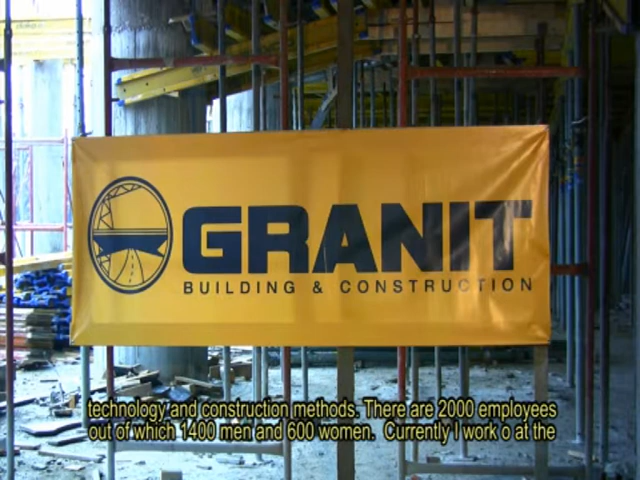 GRANIT
BUILDING & CONSTRUCTION
technology and construction methods. There are 2000 employees
out of which 1400 men and 600 women. Currently I work o at the